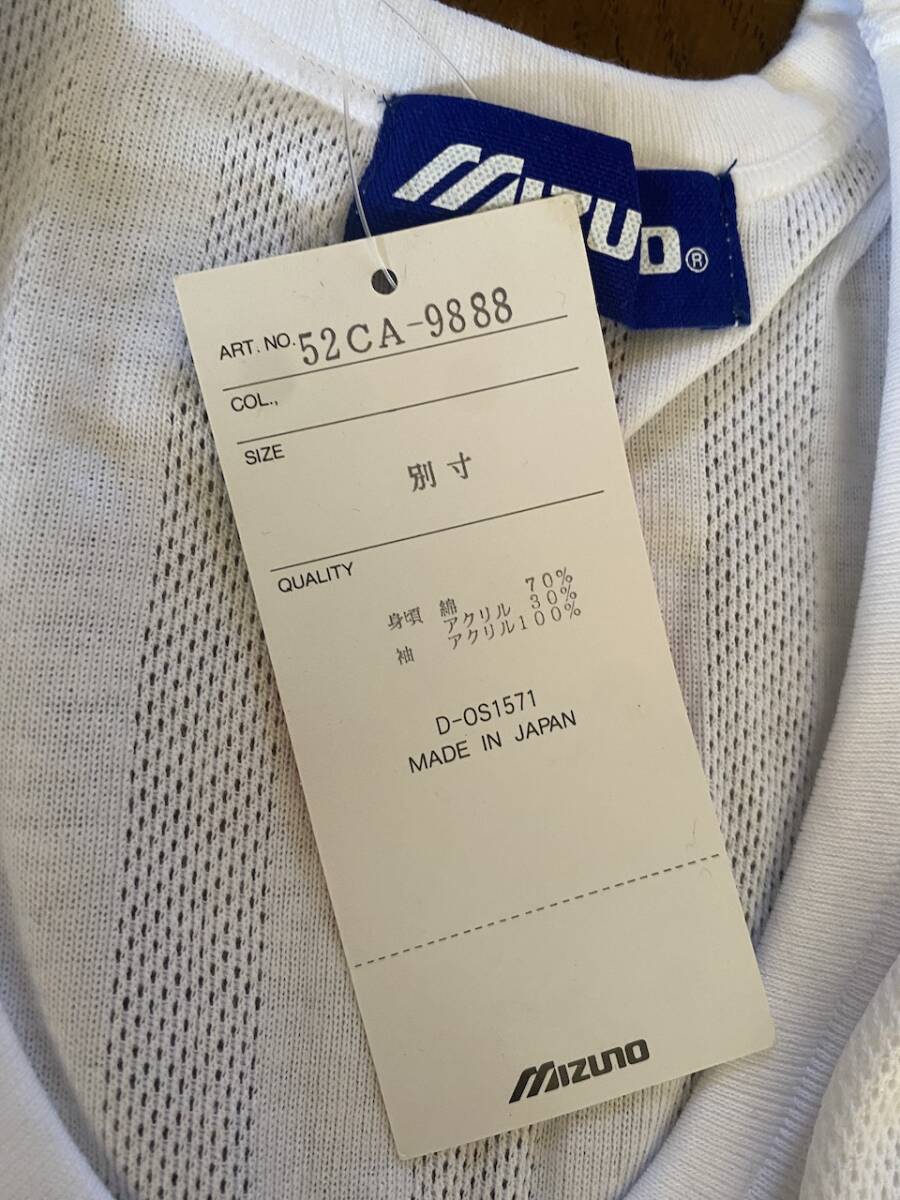 MIZUNO ®
ART. NO. 52CA-9888
COL.,
SIZE
別寸
QUALITY
身頃 綿 70%
アクリル 30%
袖 アクリル100%
D-OS1571
MADE IN JAPAN
MIZUNO